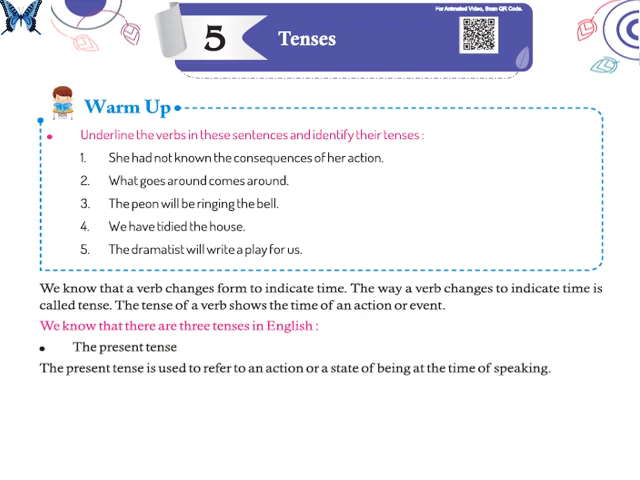 For Animated Video, Scan QR Code.
5 Tenses
Warm Up
• Underline the verbs in these sentences and identify their tenses :
1. She had not known the consequences of her action.
2. What goes around comes around.
3. The peon will be ringing the bell.
4. We have tidied the house.
5. The dramatist will write a play for us.
We know that a verb changes form to indicate time. The way a verb changes to indicate time is
called tense. The tense of a verb shows the time of an action or event.
We know that there are three tenses in English :
• The present tense
The present tense is used to refer to an action or a state of being at the time of speaking.